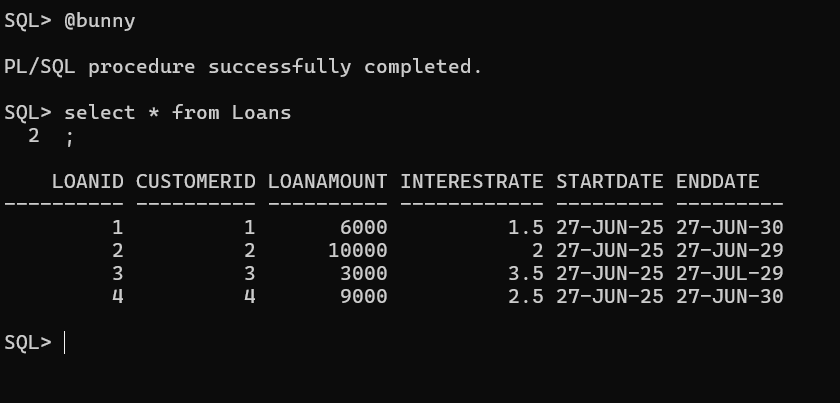 SQL> @bunny
PL/SQL procedure successfully completed.
SQL> select * from Loans
  2  ;
    LOANID CUSTOMERID LOANAMOUNT INTERESTRATE STARTDATE ENDDATE
---------- ---------- ---------- ------------ --------- ---------
         1          1       6000          1.5 27-JUN-25 27-JUN-30
         2          2      10000            2 27-JUN-25 27-JUN-29
         3          3       3000          3.5 27-JUN-25 27-JUL-29
         4          4       9000          2.5 27-JUN-25 27-JUN-30
SQL>